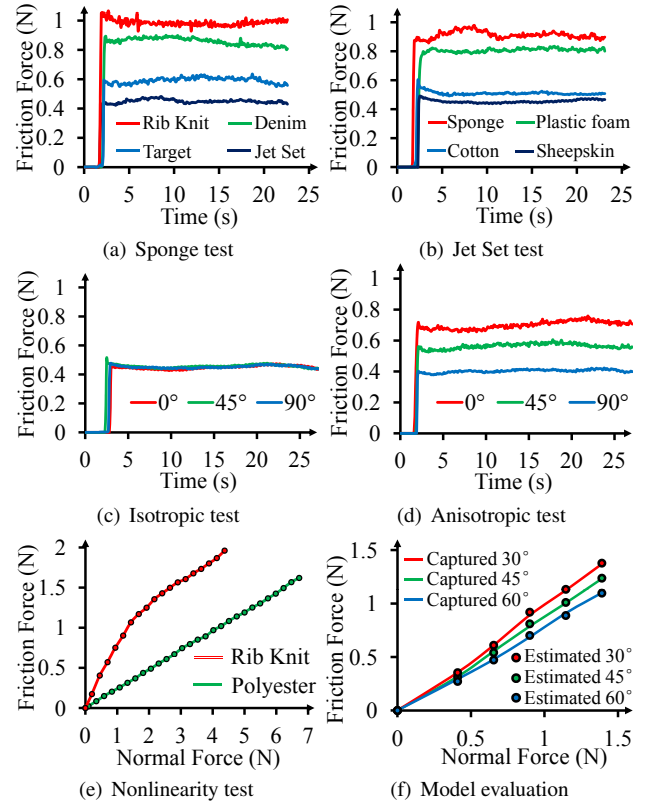 Friction Force (N)
1
0.8
0.6
0.4
0.2
0
Rib Knit Denim
Target Jet Set
0 5 10 15 20 25
Time (s)
(a) Sponge test
Friction Force (N)
1
0.8
0.6
0.4
0.2
0
Sponge Plastic foam
Cotton Sheepskin
0 5 10 15 20 25
Time (s)
(b) Jet Set test
Friction Force (N)
1
0.8
0.6
0.4
0.2
0
0° 45° 90°
0 5 10 15 20 25
Time (s)
(c) Isotropic test
Friction Force (N)
1
0.8
0.6
0.4
0.2
0
0° 45° 90°
0 5 10 15 20 25
Time (s)
(d) Anisotropic test
Friction Force (N)
2
1.5
1
0.5
0
Rib Knit
Polyester
0 1 2 3 4 5 6 7
Normal Force (N)
(e) Nonlinearity test
Friction Force (N)
1.5
1
0.5
0
Captured 30°
Captured 45°
Captured 60°
Estimated 30°
Estimated 45°
Estimated 60°
0 0.5 1 1.5
Normal Force (N)
(f) Model evaluation